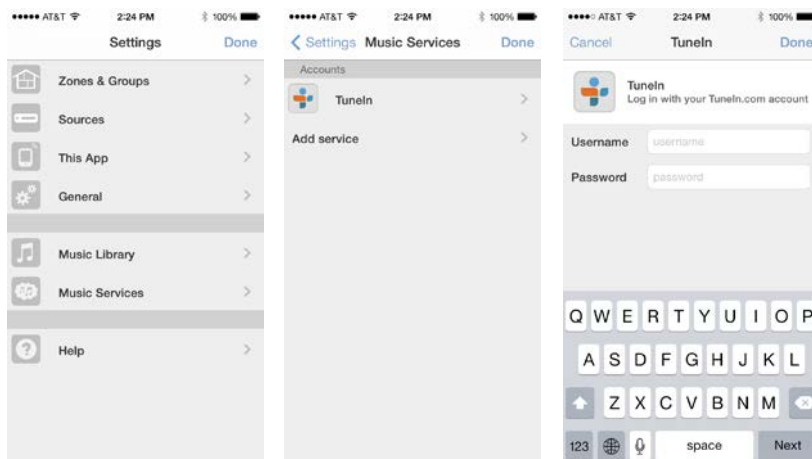 AT&T 2:24 PM 100%
Settings Done
Zones & Groups
Sources
This App
General
Music Library
Music Services
Help
AT&T 2:24 PM 100%
Settings Music Services Done
Accounts
TuneIn
Add service
AT&T 2:24 PM 100%
Cancel TuneIn Done
TuneIn
Log in with your TuneIn.com account
Username username
Password password
Q W E R T Y U I O P
A S D F G H J K L
Z X C V B N M
123 space Next